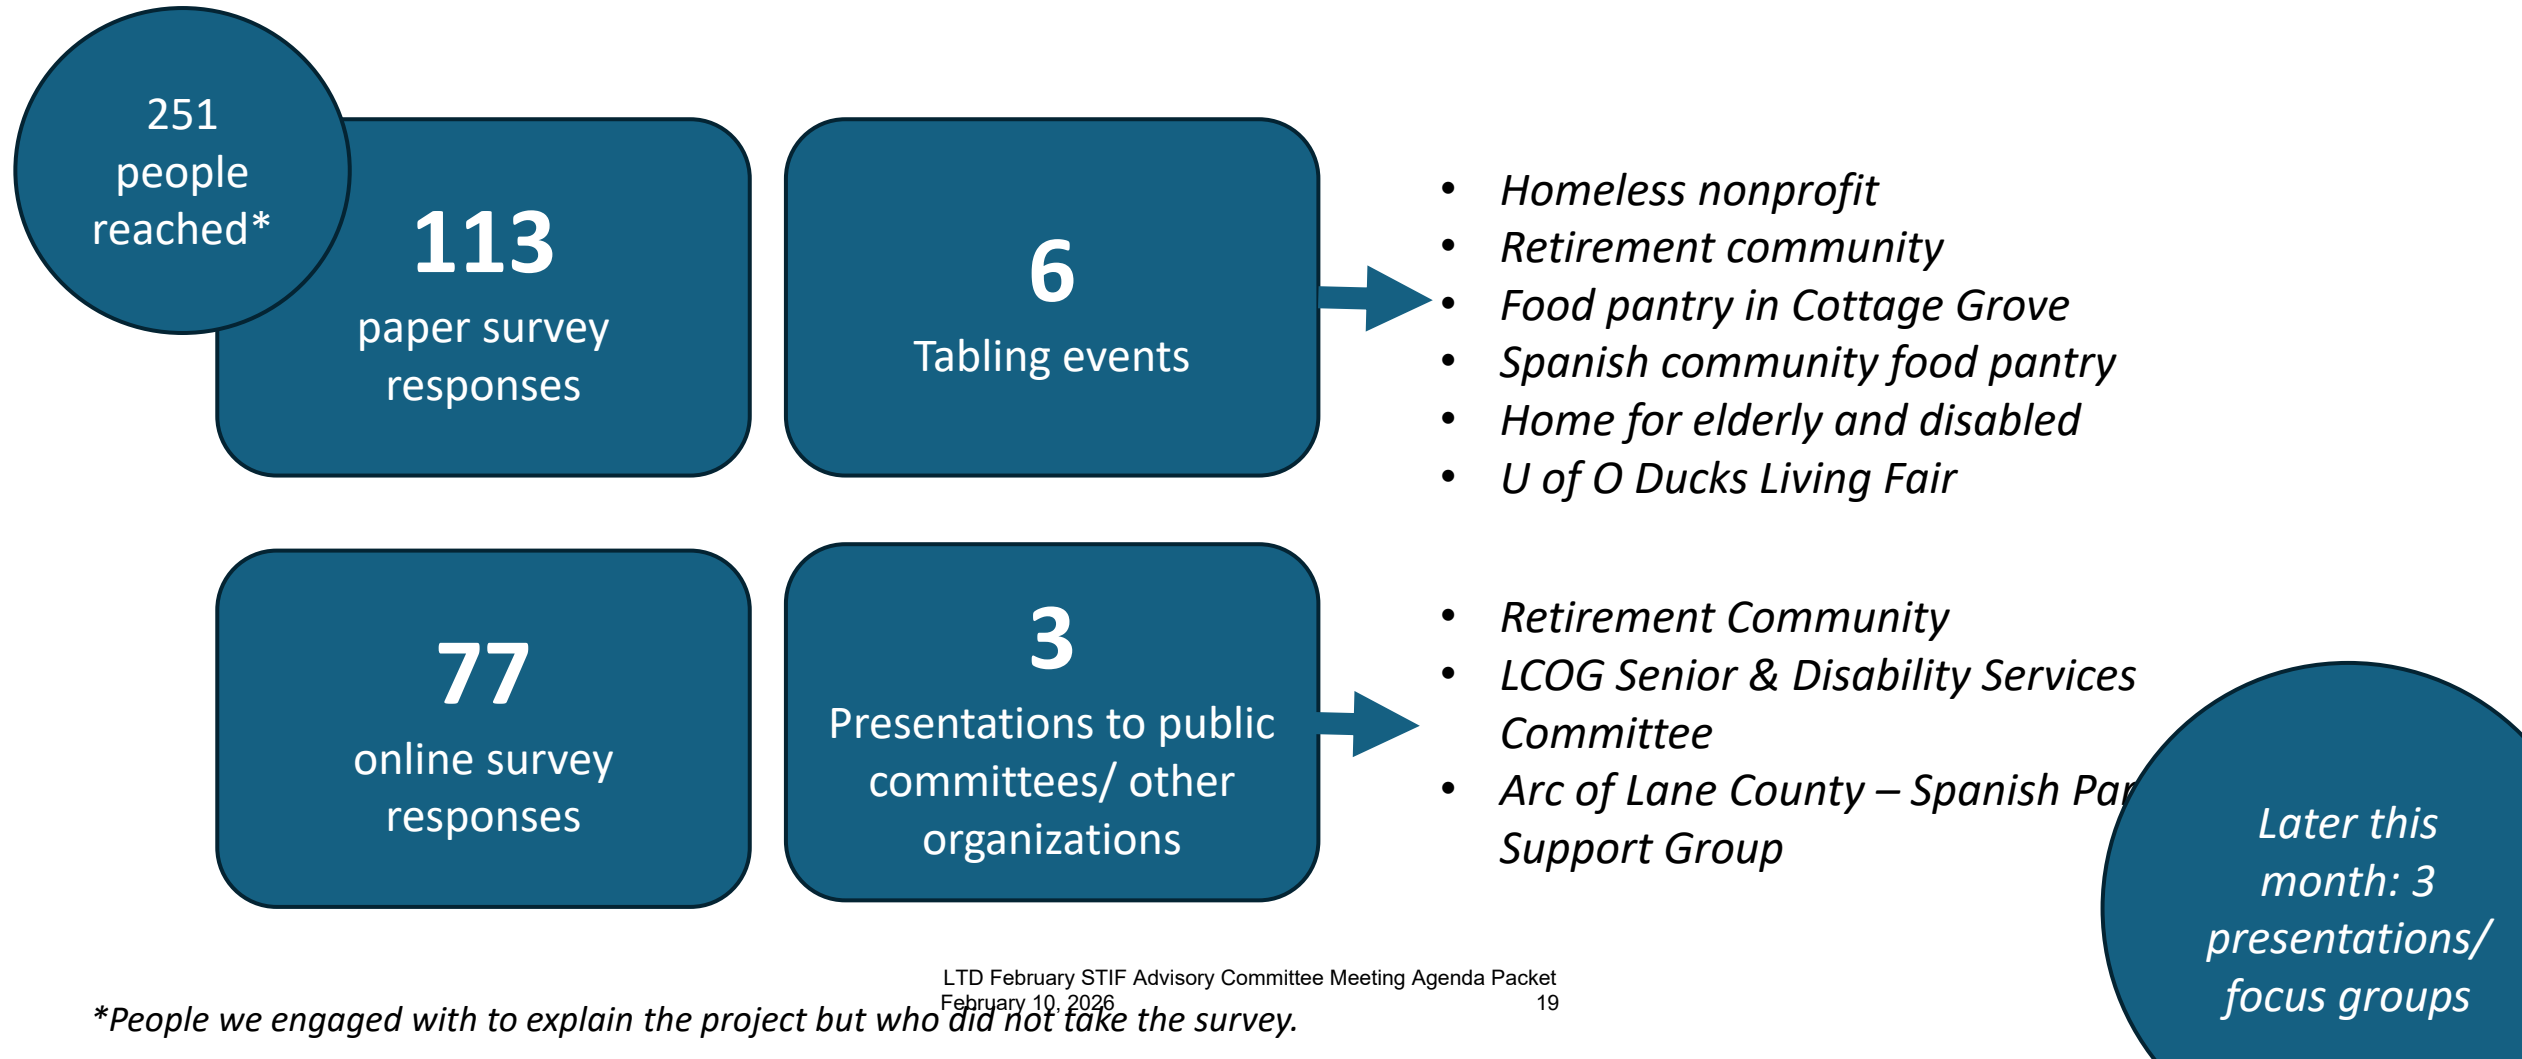 251
people
reached*
113
paper survey
responses
6
Tabling events
• Homeless nonprofit
• Retirement community
• Food pantry in Cottage Grove
• Spanish community food pantry
• Home for elderly and disabled
• U of O Ducks Living Fair
77
online survey
responses
3
Presentations to public
committees/ other
organizations
• Retirement Community
• LCOG Senior & Disability Services
Committee
• Arc of Lane County – Spanish
Support Group
Later this
month: 3
presentations/
focus groups
LTD February STIF Advisory Committee Meeting Agenda Packet
February 10, 2026 19
*People we engaged with to explain the project but who did not take the survey.